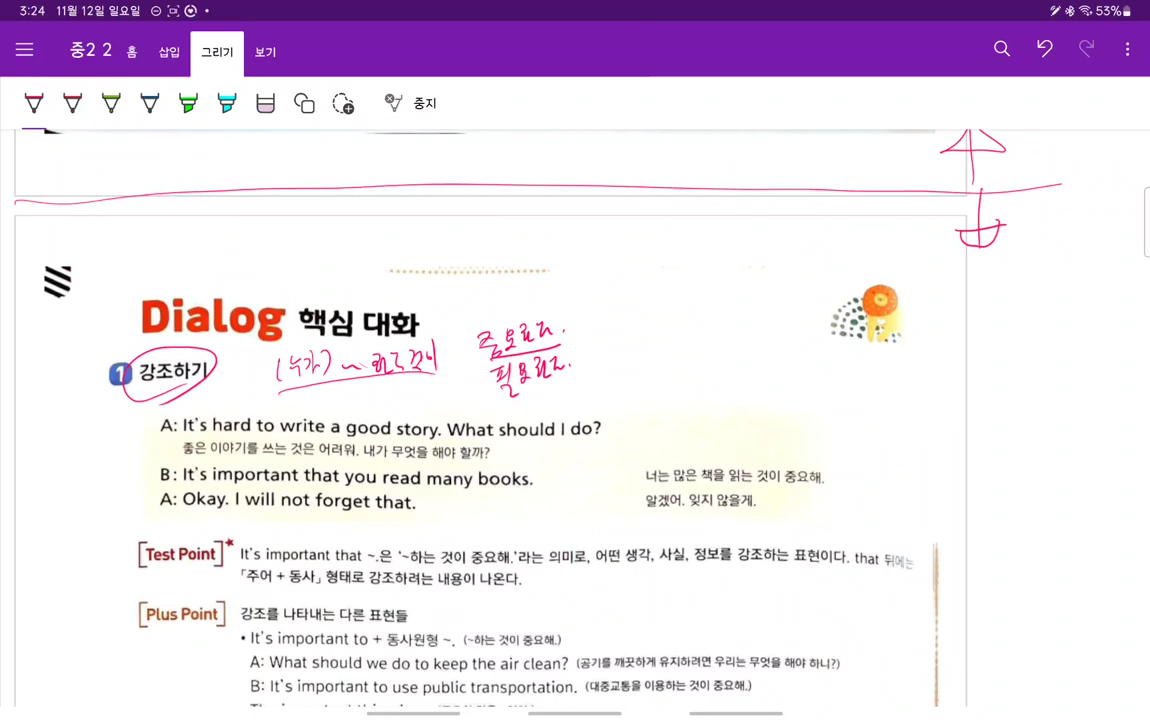 3:24 11월 12일 일요일 53%
중2 2 홈 삽입 그리기 보기
중지
Dialog 핵심 대화
중요하다.
1 강조하기 (누가) ~ 하는 것이
필요하다.
A: It's hard to write a good story. What should I do?
좋은 이야기를 쓰는 것은 어려워. 내가 무엇을 해야 할까?
B: It's important that you read many books. 너는 많은 책을 읽는 것이 중요해.
A: Okay. I will not forget that. 알겠어. 잊지 않을게.
[Test Point]★ It's important that ~.은 '~하는 것이 중요해.'라는 의미로, 어떤 생각, 사실, 정보를 강조하는 표현이다. that 뒤에는
「주어 + 동사」 형태로 강조하려는 내용이 나온다.
[Plus Point] 강조를 나타내는 다른 표현들
• It's important to + 동사원형 ~. (~하는 것이 중요해.)
A: What should we do to keep the air clean? (공기를 깨끗하게 유지하려면 우리는 무엇을 해야 하니?)
B: It's important to use public transportation. (대중교통을 이용하는 것이 중요해.)